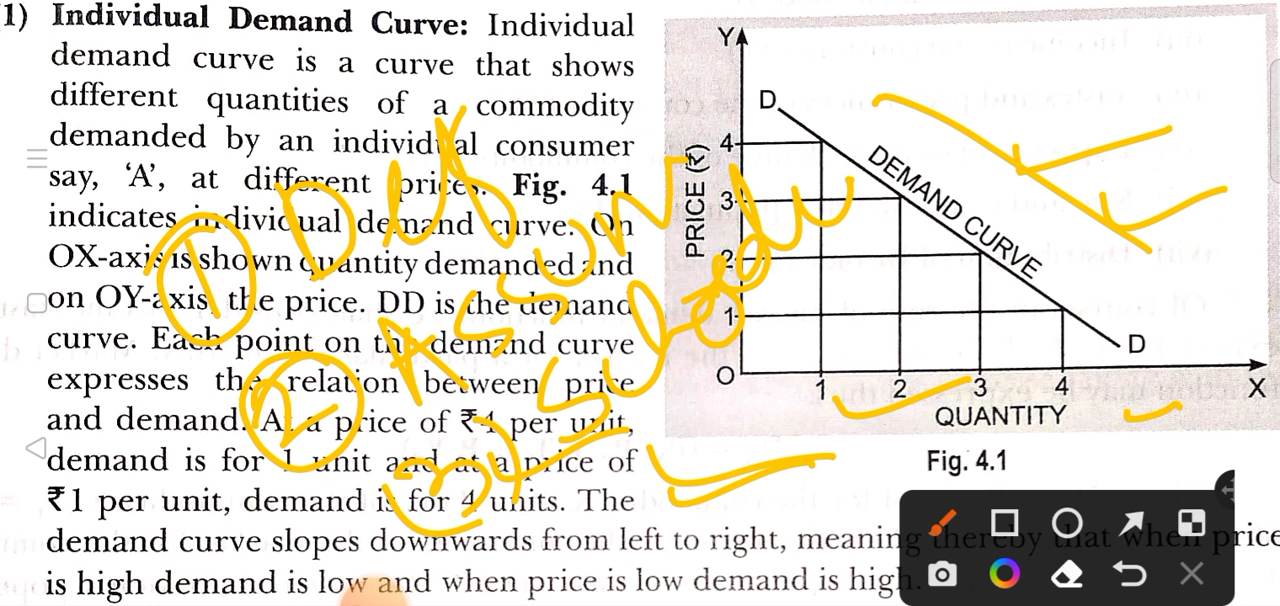 1) Individual Demand Curve: Individual
demand curve is a curve that shows
different quantities of a commodity
demanded by an individual consumer
say, ‘A’, at different prices. Fig. 4.1
indicates individual demand curve. On
OX-axis is shown quantity demanded and
on OY-axis, the price. DD is the demand
curve. Each point on the demand curve
expresses the relation between price
and demand. At a price of ₹4 per unit,
demand is for 1 unit and at a price of
₹1 per unit, demand is for 4 units. The
demand curve slopes downwards from left to right, meaning thereby that when price
is high demand is low and when price is low demand is high.
Y
D
4
3
2
1
O
PRICE (₹)
DEMAND CURVE
D
1 2 3 4 X
QUANTITY
Fig. 4.1
1 Def
2 Assum
3